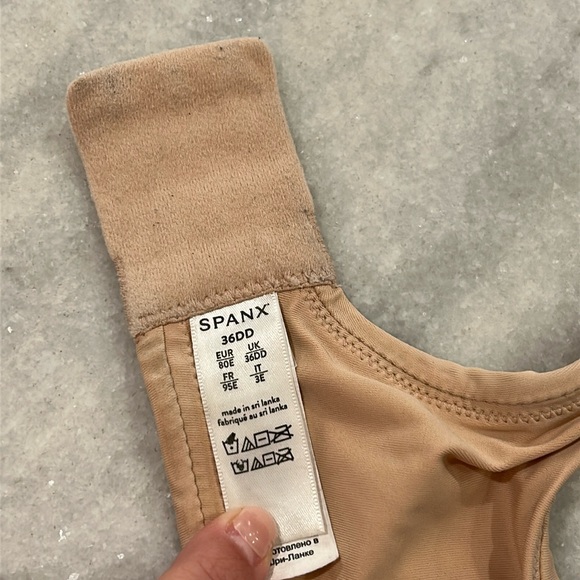 SPANX
36DD
EUR UK
80E 36DD
FR IT
95E 3E
made in sri lanka
fabriqué au sri lanka
отовлено в
Ланке